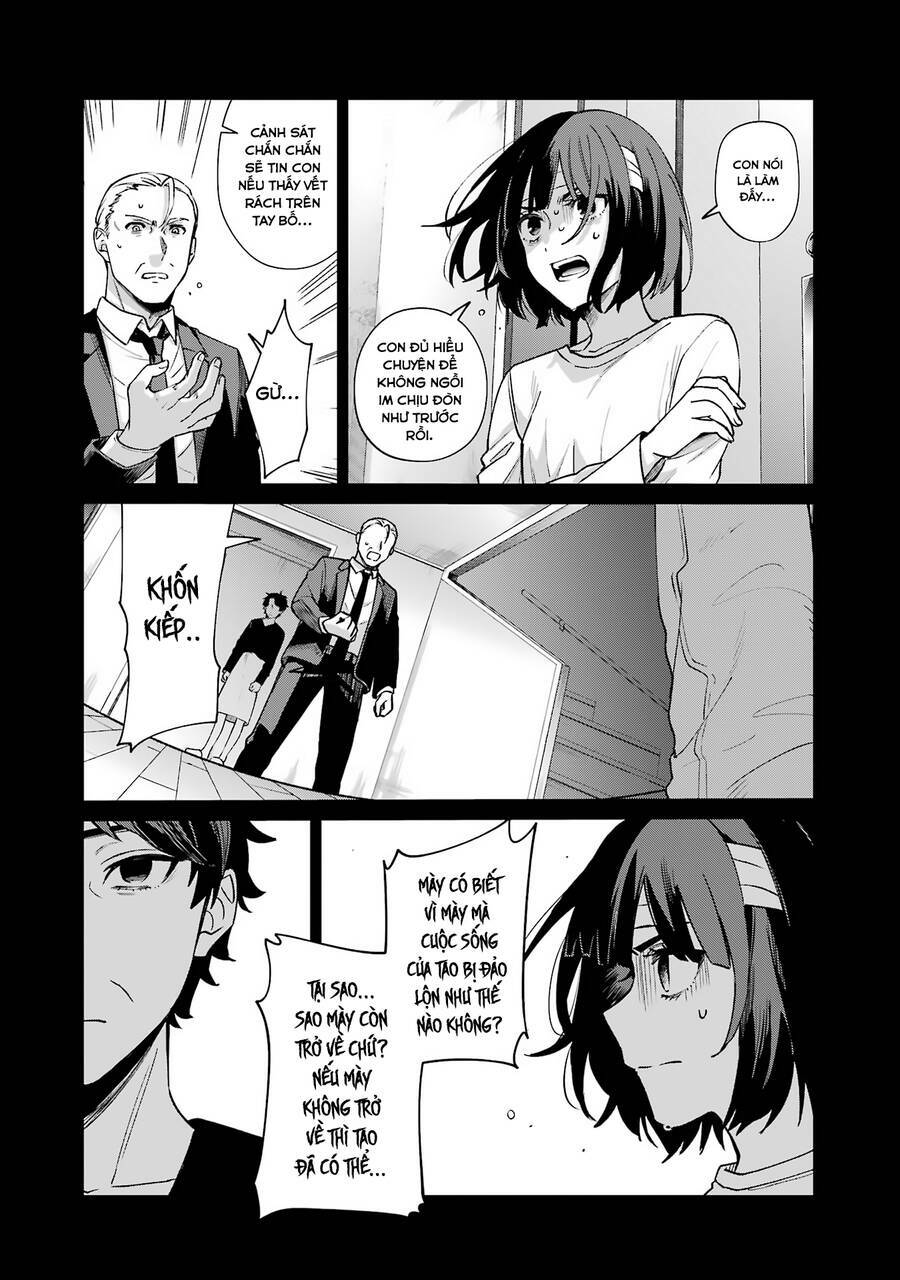 CON NÓI
LÀ LÀM
ĐẤY...
CON ĐỦ HIỂU
CHUYỆN ĐỂ
KHÔNG NGỒI
IM CHỊU ĐÒN
NHƯ TRƯỚC
RỒI.
CẢNH SÁT
CHẮN CHẮN
SẼ TIN CON
NẾU THẤY VẾT
RÁCH TRÊN
TAY BỐ...
GỪ...
KHỐN
KIẾP..
MÀY CÓ BIẾT
VÌ MÀY MÀ
CUỘC SỐNG
CỦA TAO BỊ ĐẢO
LỘN NHƯ THẾ
NÀO KHÔNG?
TẠI SAO...
SAO MÀY CÒN
TRỞ VỀ CHỨ?
NẾU MÀY
KHÔNG TRỞ
VỀ THÌ TAO
ĐÃ CÓ THỂ...